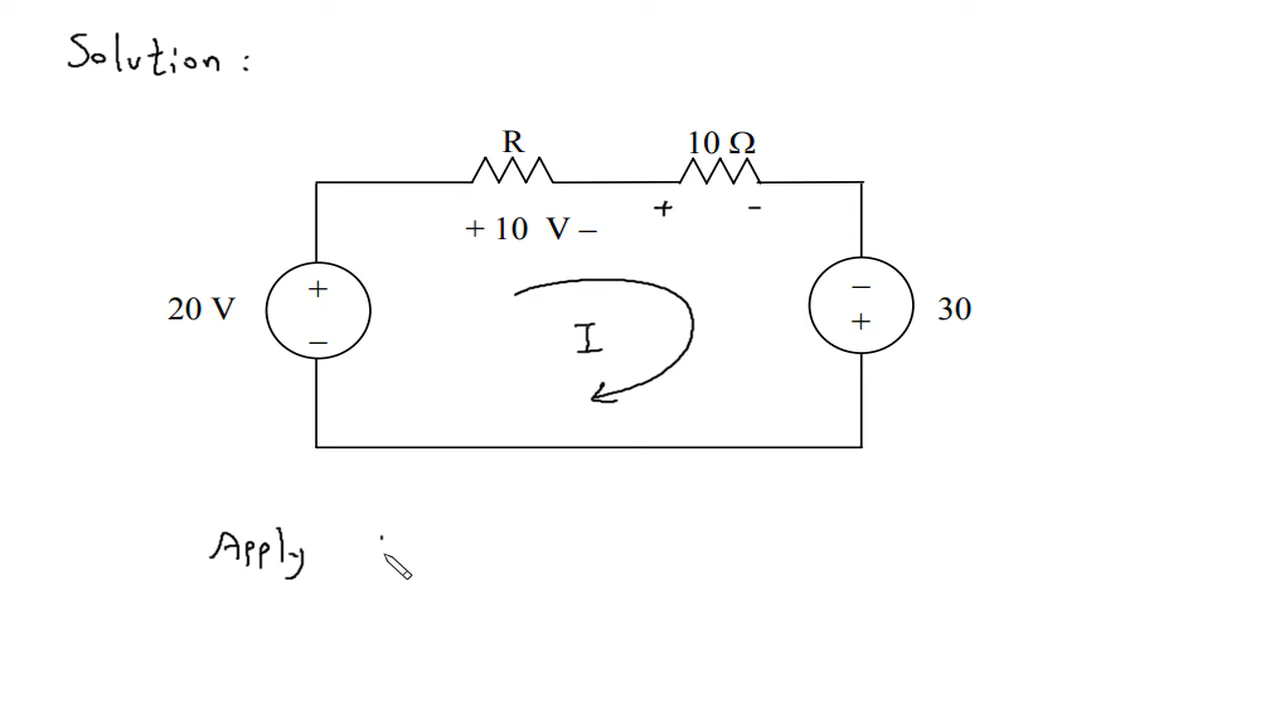 Solution :
R 10 Ω
+ -
+ 10 V –
+ –
20 V 30
– +
I
Apply